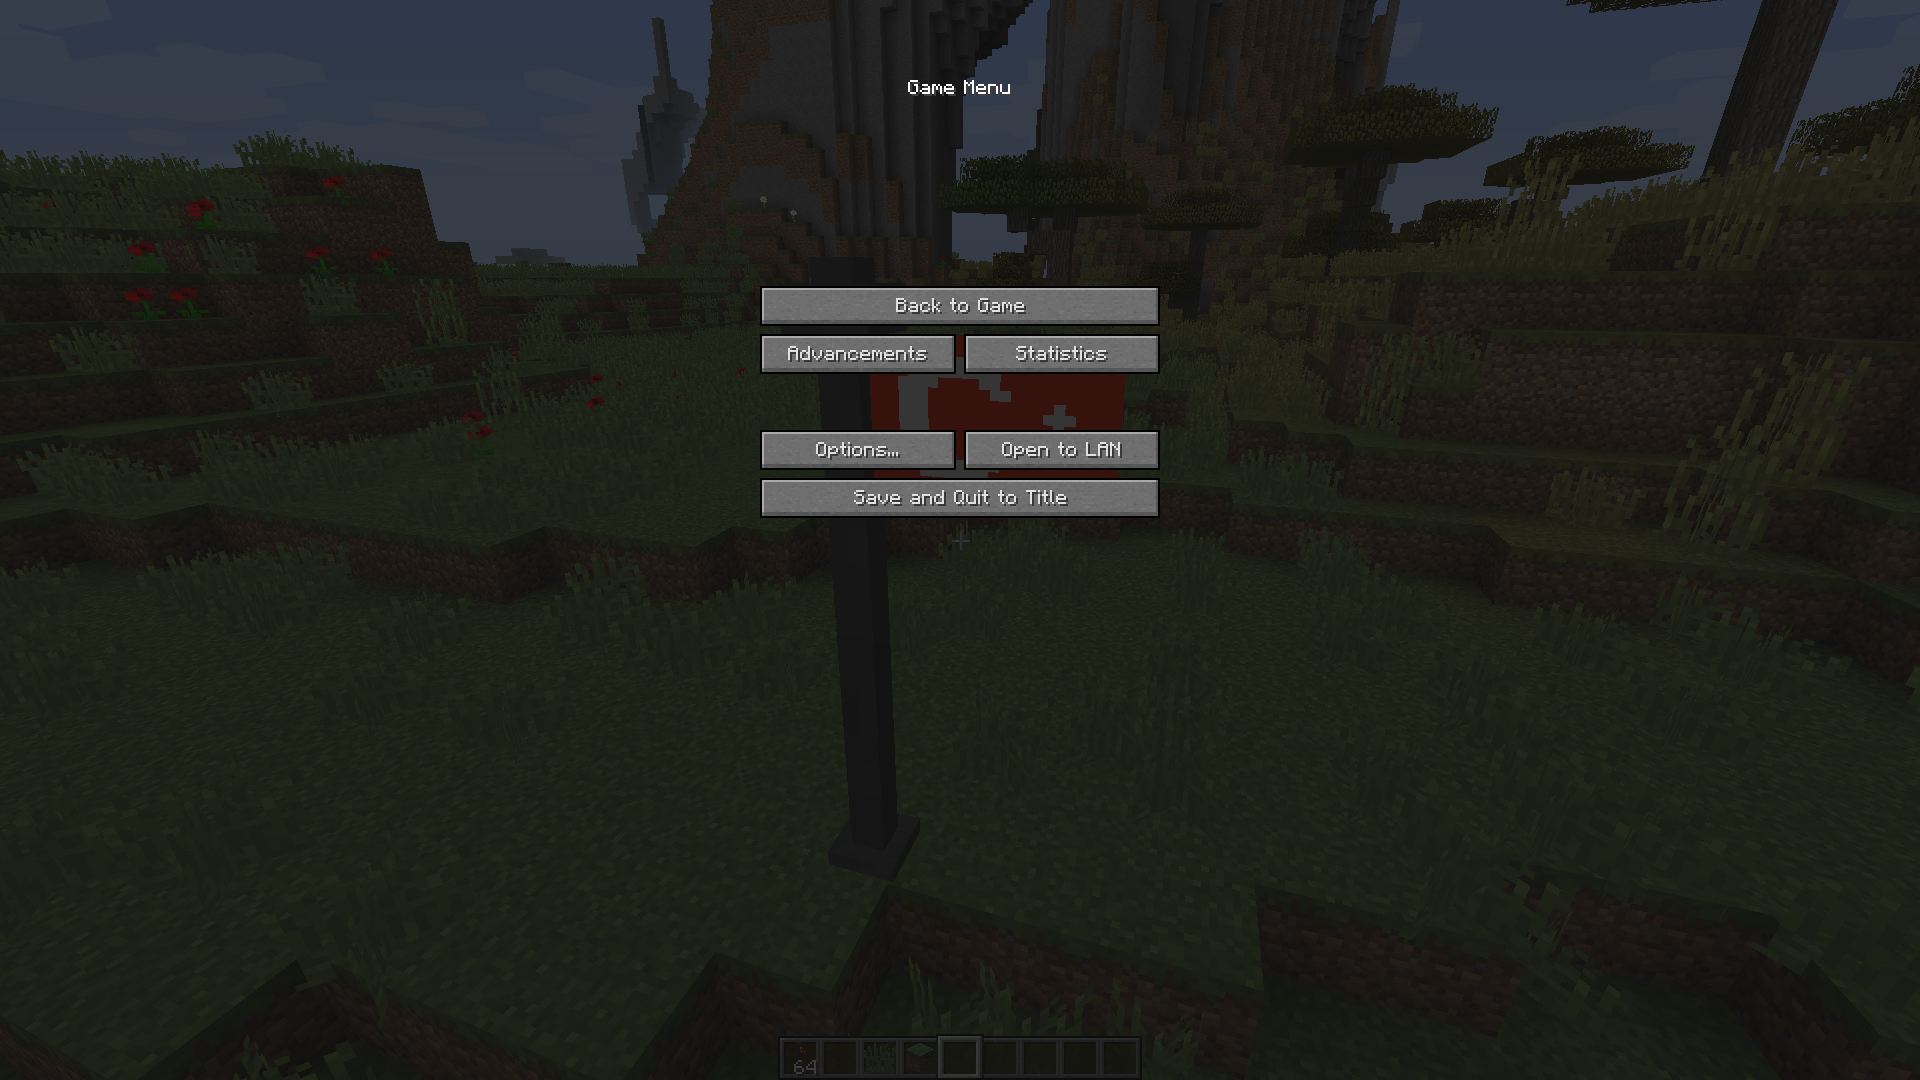 Game Menu
Back to Game
Advancements Statistics
Options... Open to LAN
Save and Quit to Title
64